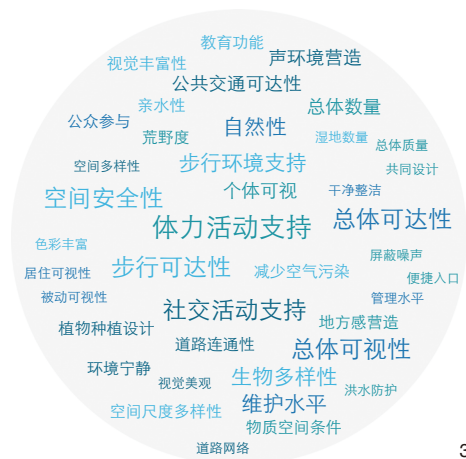 教育功能
声环境营造
视觉丰富性
公共交通可达性
亲水性
总体数量
公众参与
自然性
荒野度
湿地数量
总体质量
空间多样性
步行环境支持
共同设计
空间安全性
个体可视
干净整洁
体力活动支持
总体可达性
色彩丰富
屏蔽噪声
居住可视性
步行可达性
减少空气污染
便捷入口
被动可视性
社交活动支持
管理水平
植物种植设计
地方感营造
道路连通性
总体可视性
环境宁静
视觉美观
生物多样性
洪水防护
空间尺度多样性
维护水平
物质空间条件
道路网络
3